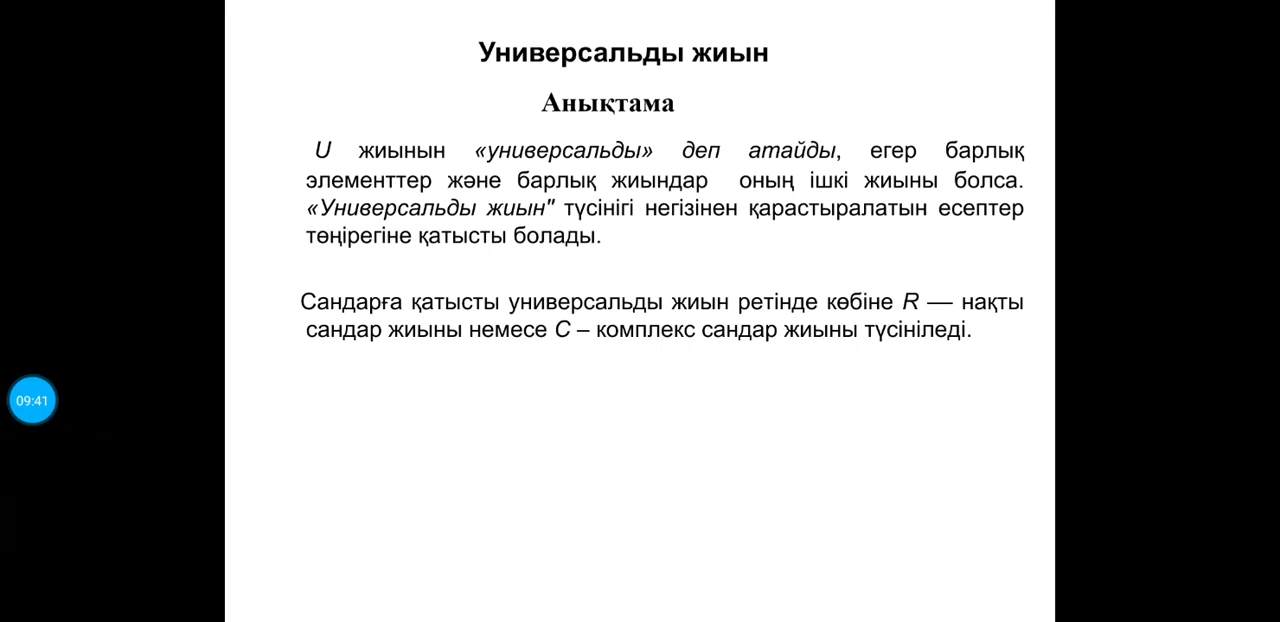 Универсальды жиын
Анықтама
U жиынын «универсальды» деп атайды, егер барлық
элементтер және барлық жиындар оның ішкі жиыны болса.
«Универсальды жиын" түсінігі негізінен қарастыралатын есептер
төңірегіне қатысты болады.
Сандарға қатысты универсальды жиын ретінде көбіне R — нақты
сандар жиыны немесе C – комплекс сандар жиыны түсініледі.
09:41